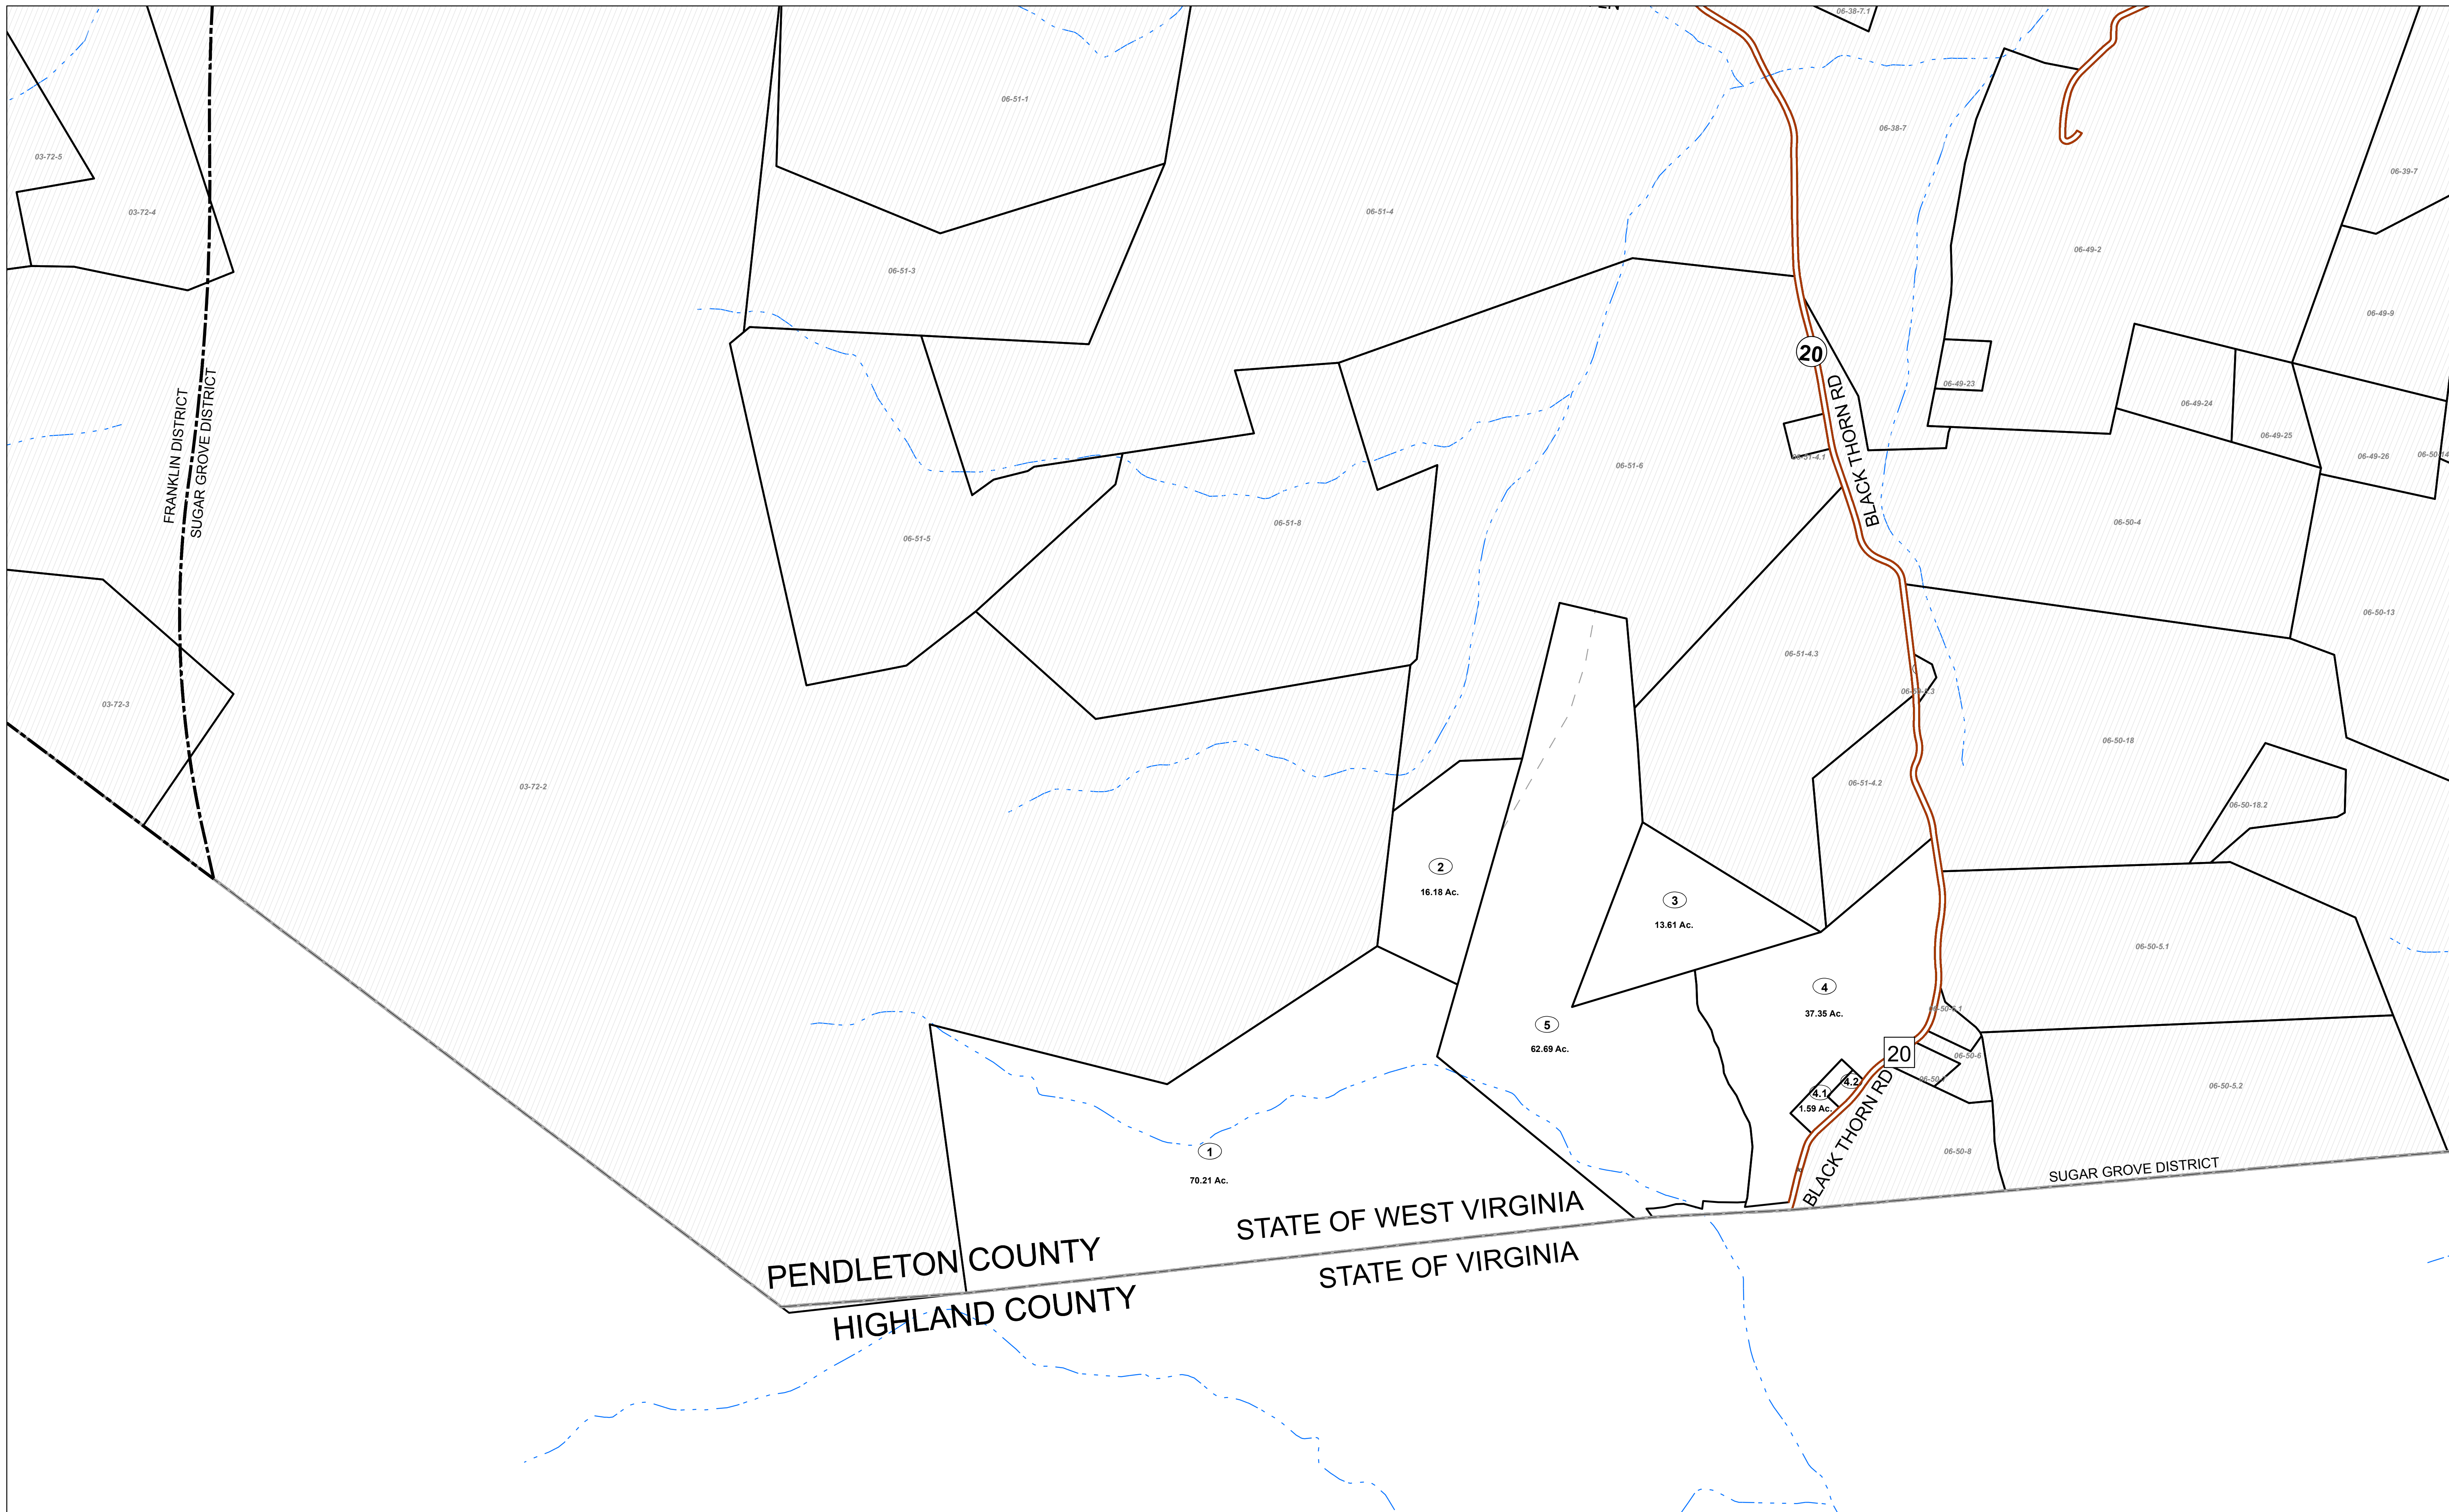 06-38-7.1
06-51-1
06-38-7
03-72-5
06-39-7
03-72-4
06-51-4
06-49-2
06-51-3
06-49-9
20
06-49-23
06-49-24
FRANKLIN DISTRICT
SUGAR GROVE DISTRICT
BLACK THORN RD
06-49-25
06-51-4.1
06-49-26
06-51-6
06-51-8
06-50-4
06-51-5
06-50-13
06-51-4.3
03-72-3
06-50-18
06-51-4.2
03-72-2
06-50-18.2
2
16.18 Ac.
3
13.61 Ac.
06-50-5.1
4
37.35 Ac.
5
62.69 Ac.
20
06-50-6
4.2
4.1
1.59 Ac.
06-50-5.2
BLACK THORN RD
1
70.21 Ac.
06-50-8
SUGAR GROVE DISTRICT
STATE OF WEST VIRGINIA
PENDLETON COUNTY
STATE OF VIRGINIA
HIGHLAND COUNTY